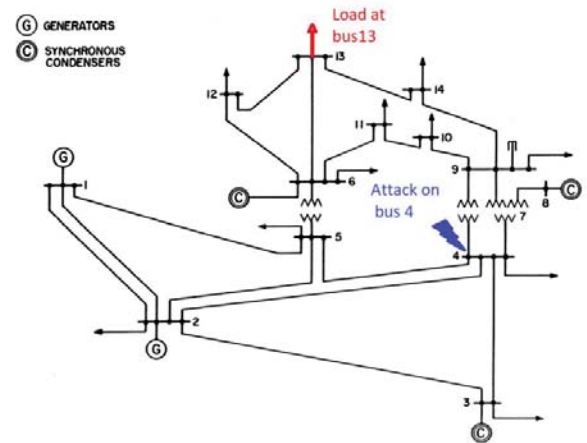 G GENERATORS
C SYNCHRONOUS
CONDENSERS
Load at
bus13
13
14
12
11
10
9
G
1
C
6
Attack on
bus 4
C
8
7
5
4
2
G
3
C